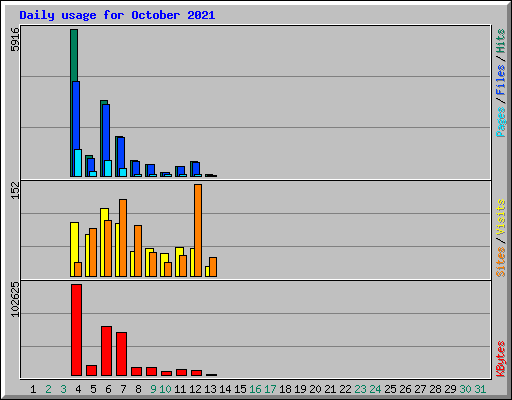 Daily usage for October 2021
5916
152
102625
Pages/Files/Hits
Sites/Visits
KBytes
1 2 3 4 5 6 7 8 9 10 11 12 13 14 15 16 17 18 19 20 21 22 23 24 25 26 27 28 29 30 31